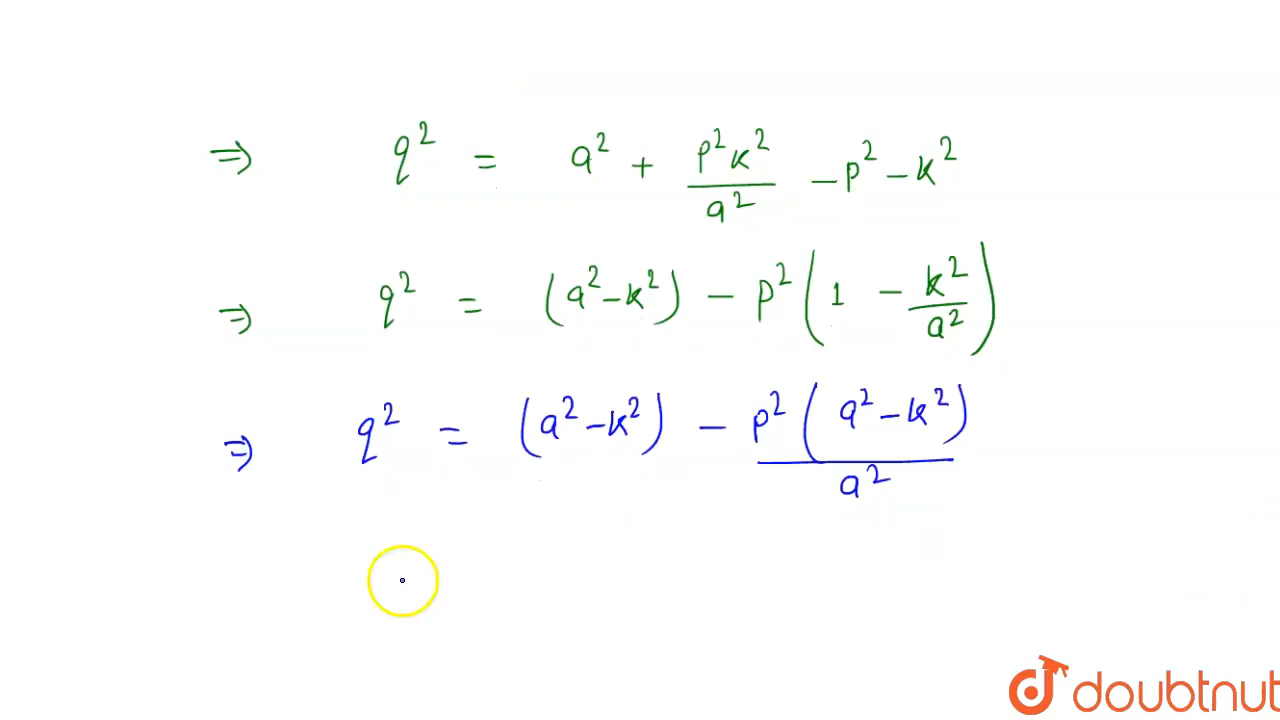 ⇒ q² = a² + p²k²/a² − p² − k²
⇒ q² = (a² − k²) − p²(1 − k²/a²)
⇒ q² = (a² − k²) − p²(a² − k²)/a²
doubtnut